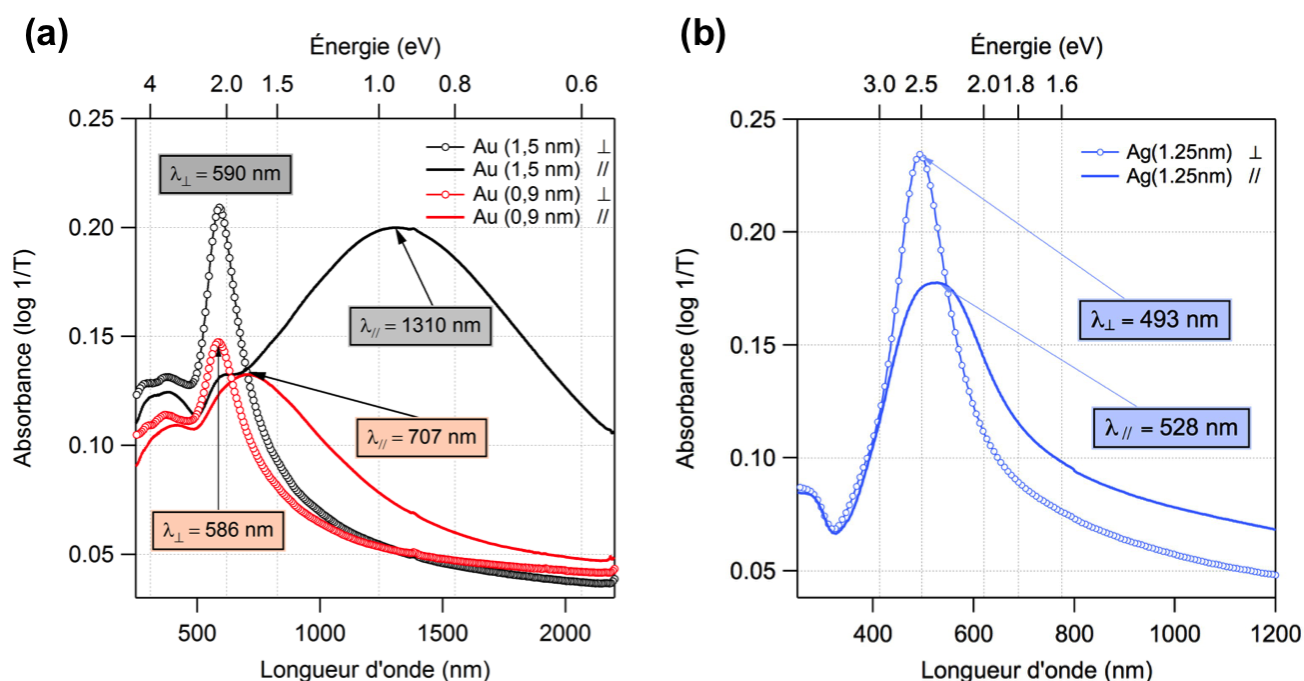 (a)
Énergie (eV)
4 2.0 1.5 1.0 0.8 0.6
0.25
0.20
0.15
0.10
0.05
Absorbance (log 1/T)
Au (1,5 nm) ⊥
Au (1,5 nm) //
Au (0,9 nm) ⊥
Au (0,9 nm) //
λ⊥ = 590 nm
λ// = 1310 nm
λ// = 707 nm
λ⊥ = 586 nm
500 1000 1500 2000
Longueur d'onde (nm)
(b)
Énergie (eV)
3.0 2.5 2.0 1.8 1.6
0.25
0.20
0.15
0.10
0.05
Absorbance (log 1/T)
Ag(1.25nm) ⊥
Ag(1.25nm) //
λ⊥ = 493 nm
λ// = 528 nm
400 600 800 1000 1200
Longueur d'onde (nm)